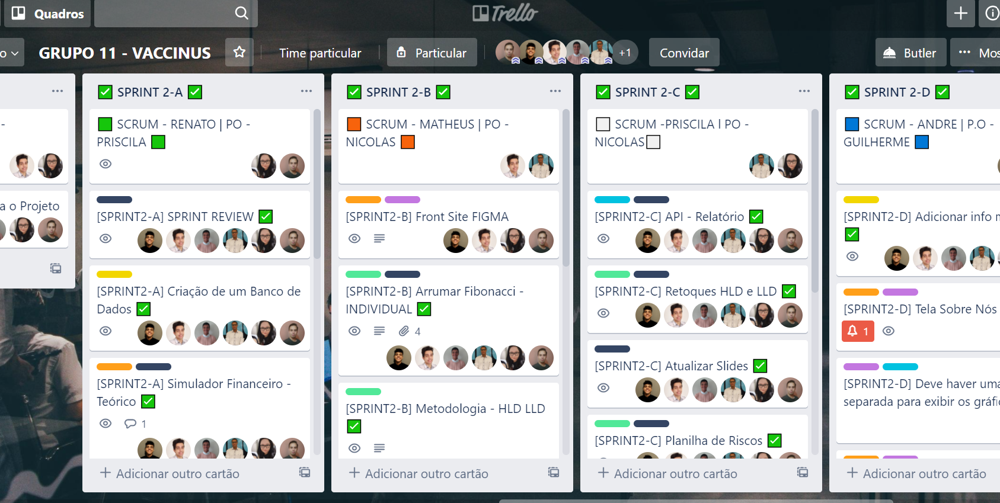 Quadros
Trello
GRUPO 11 - VACCINUS
Time particular
Particular
+1
Convidar
Butler
a o Projeto
✅ SPRINT 2-A ✅
🟩 SCRUM - RENATO | PO -
PRISCILA 🟩
[SPRINT2-A] SPRINT REVIEW ✅
[SPRINT2-A] Criação de um Banco de
Dados ✅
[SPRINT2-A] Simulador Financeiro -
Teórico ✅
1
+ Adicionar outro cartão
✅ SPRINT 2-B ✅
🟧 SCRUM - MATHEUS | PO -
NICOLAS 🟧
[SPRINT2-B] Front Site FIGMA
[SPRINT2-B] Arrumar Fibonacci -
INDIVIDUAL ✅
4
[SPRINT2-B] Metodologia - HLD LLD
✅
+ Adicionar outro cartão
✅ SPRINT 2-C ✅
⬜ SCRUM -PRISCILA l PO -
NICOLAS⬜
[SPRINT2-C] API - Relatório ✅
[SPRINT2-C] Retoques HLD e LLD ✅
[SPRINT2-C] Atualizar Slides ✅
[SPRINT2-C] Planilha de Riscos ✅
+ Adicionar outro cartão
✅ SPRINT 2-D ✅
🟦 SCRUM - ANDRE | P.O -
GUILHERME 🟦
[SPRINT2-D] Adicionar info
✅
[SPRINT2-D] Tela Sobre Nós
1
[SPRINT2-D] Deve haver uma
separada para exibir os
+ Adicionar outro cartão